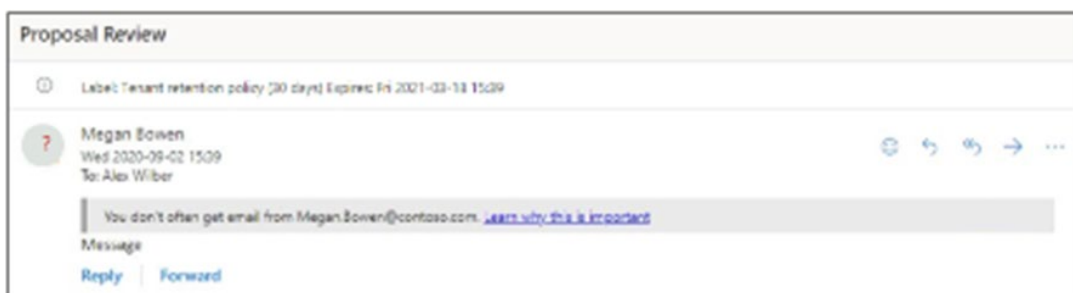 Proposal Review
Label: Tenant retention policy (30 days) Expires: Fri 2021-03-18 15:39
?
Megan Bowen
Wed 2020-09-02 15:39
To: Alex Wilber
You don't often get email from Megan.Bowen@contoso.com. Learn why this is important
Message
Reply Forward